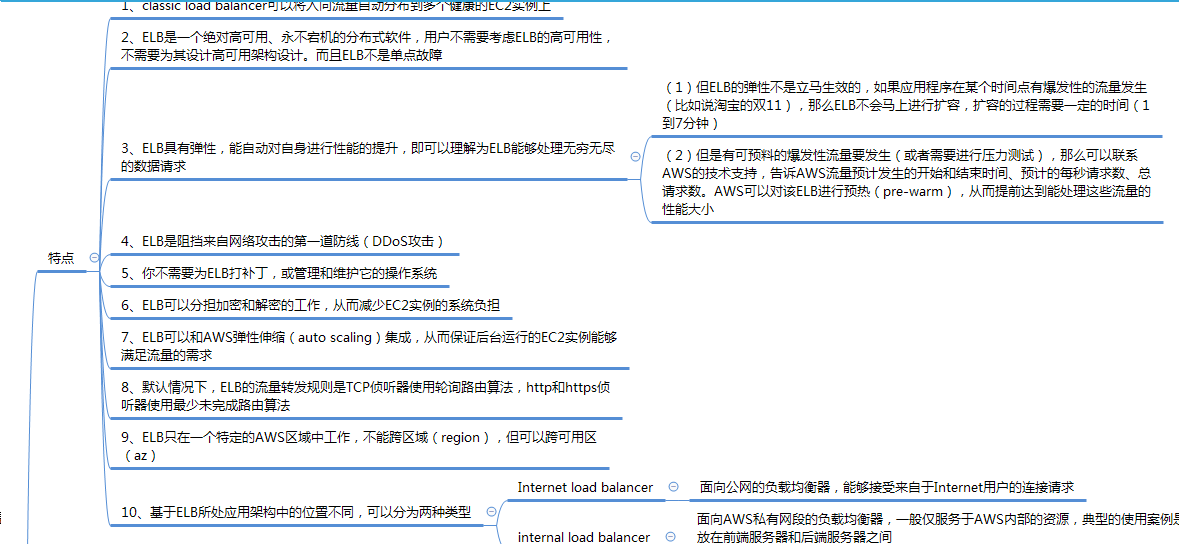 1、classic load balancer可以将入向流量自动分布到多个健康的EC2实例上
2、ELB是一个绝对高可用、永不宕机的分布式软件，用户不需要考虑ELB的高可用性，
不需要为其设计高可用架构设计。而且ELB不是单点故障
3、ELB具有弹性，能自动对自身进行性能的提升，即可以理解为ELB能够处理无穷无尽
的数据请求
（1）但ELB的弹性不是立马生效的，如果应用程序在某个时间点有爆发性的流量发生
（比如说淘宝的双11），那么ELB不会马上进行扩容，扩容的过程需要一定的时间（1
到7分钟）
（2）但是有可预料的爆发性流量要发生（或者需要进行压力测试），那么可以联系
AWS的技术支持，告诉AWS流量预计发生的开始和结束时间、预计的每秒请求数、总
请求数。AWS可以对该ELB进行预热（pre-warm），从而提前达到能处理这些流量的
性能大小
特点
4、ELB是阻挡来自网络攻击的第一道防线（DDoS攻击）
5、你不需要为ELB打补丁，或管理和维护它的操作系统
6、ELB可以分担加密和解密的工作，从而减少EC2实例的系统负担
7、ELB可以和AWS弹性伸缩（auto scaling）集成，从而保证后台运行的EC2实例能够
满足流量的需求
8、默认情况下，ELB的流量转发规则是TCP侦听器使用轮询路由算法，http和https侦
听器使用最少未完成路由算法
9、ELB只在一个特定的AWS区域中工作，不能跨区域（region），但可以跨可用区
（az）
10、基于ELB所处应用架构中的位置不同，可以分为两种类型
Internet load balancer
面向公网的负载均衡器，能够接受来自于Internet用户的连接请求
internal load balancer
面向AWS私有网段的负载均衡器，一般仅服务于AWS内部的资源，典型的使用案例是
放在前端服务器和后端服务器之间